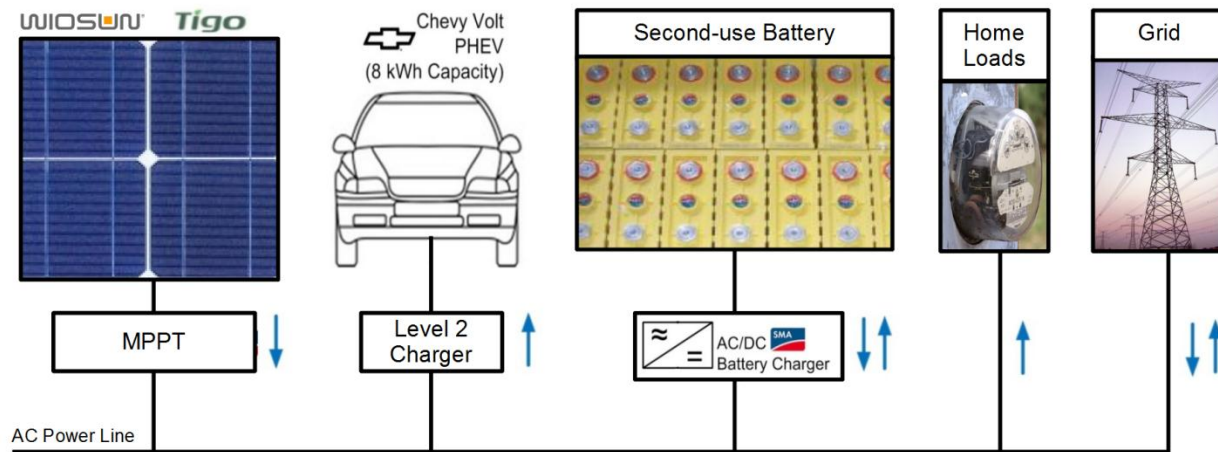 WIOSUN Tigo
Chevy Volt
PHEV
(8 kWh Capacity)
Second-use Battery
Home
Loads
Grid
MPPT
Level 2
Charger
SMA
AC/DC
Battery Charger
AC Power Line